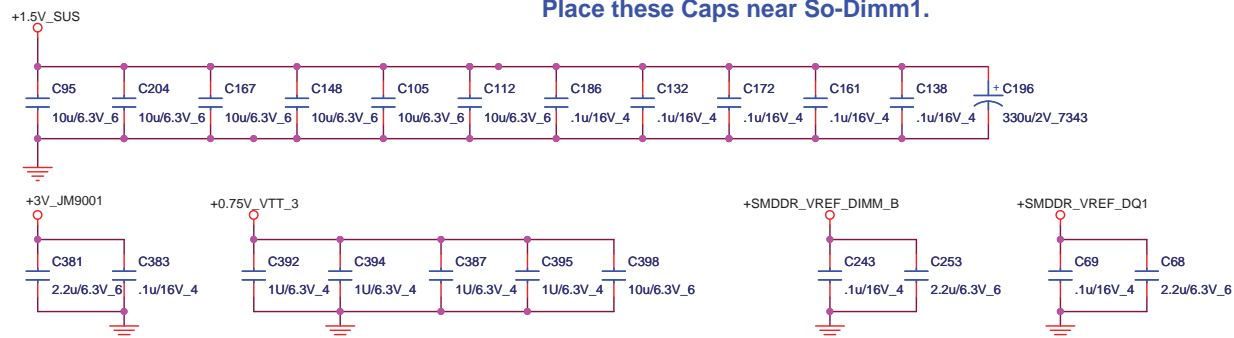 Place these Caps near So-Dimm1.
+1.5V_SUS
C95 C204 C167 C148 C105 C112 C186 C132 C172 C161 C138 + C196
10u/6.3V_6 10u/6.3V_6 10u/6.3V_6 10u/6.3V_6 10u/6.3V_6 10u/6.3V_6 .1u/16V_4 .1u/16V_4 .1u/16V_4 .1u/16V_4 .1u/16V_4 330u/2V_7343
+3V_JM9001 +0.75V_VTT_3 +SMDDR_VREF_DIMM_B +SMDDR_VREF_DQ1
C381 C383 C392 C394 C387 C395 C398 C243 C253 C69 C68
2.2u/6.3V_6 .1u/16V_4 1U/6.3V_4 1U/6.3V_4 1U/6.3V_4 1U/6.3V_4 10u/6.3V_6 .1u/16V_4 2.2u/6.3V_6 .1u/16V_4 2.2u/6.3V_6